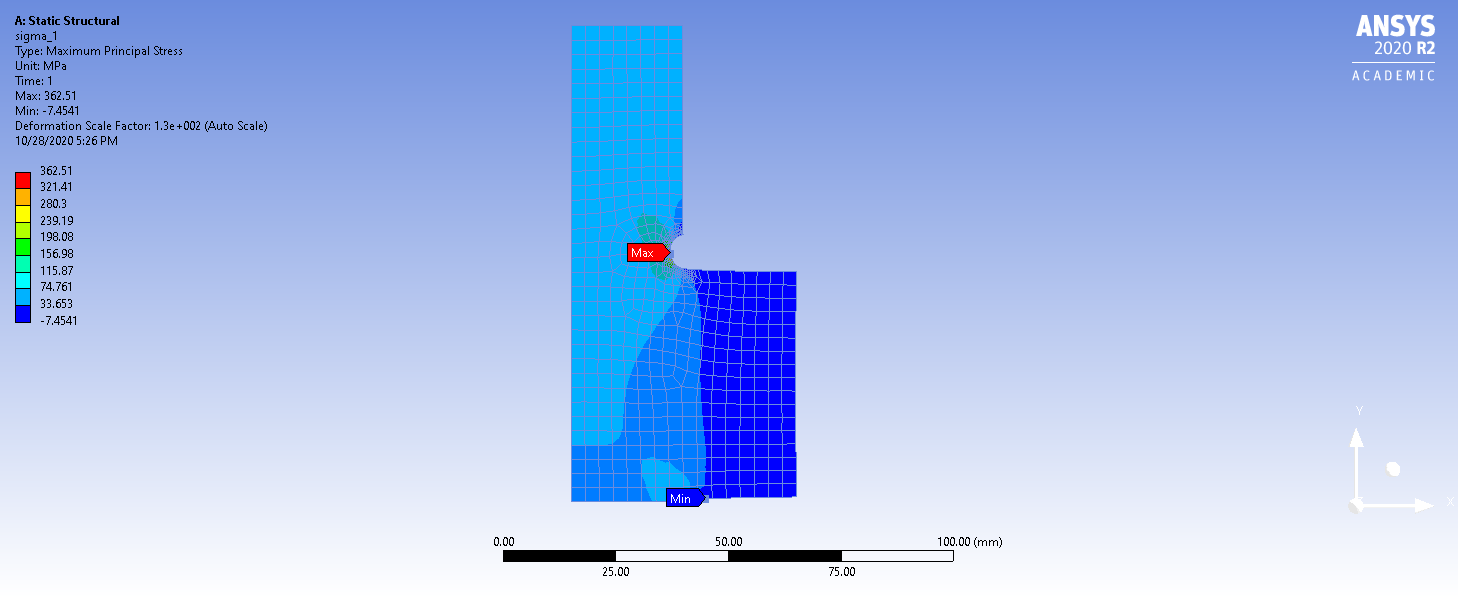 A: Static Structural
sigma_1
Type: Maximum Principal Stress
Unit: MPa
Time: 1
Max: 362.51
Min: -7.4541
Deformation Scale Factor: 1.3e+002 (Auto Scale)
10/28/2020 5:26 PM
362.51
321.41
280.3
239.19
198.08
156.98
115.87
74.761
33.653
-7.4541
ANSYS
2020 R2
ACADEMIC
Max
Min
Y
X
0.00 50.00 100.00 (mm)
25.00 75.00